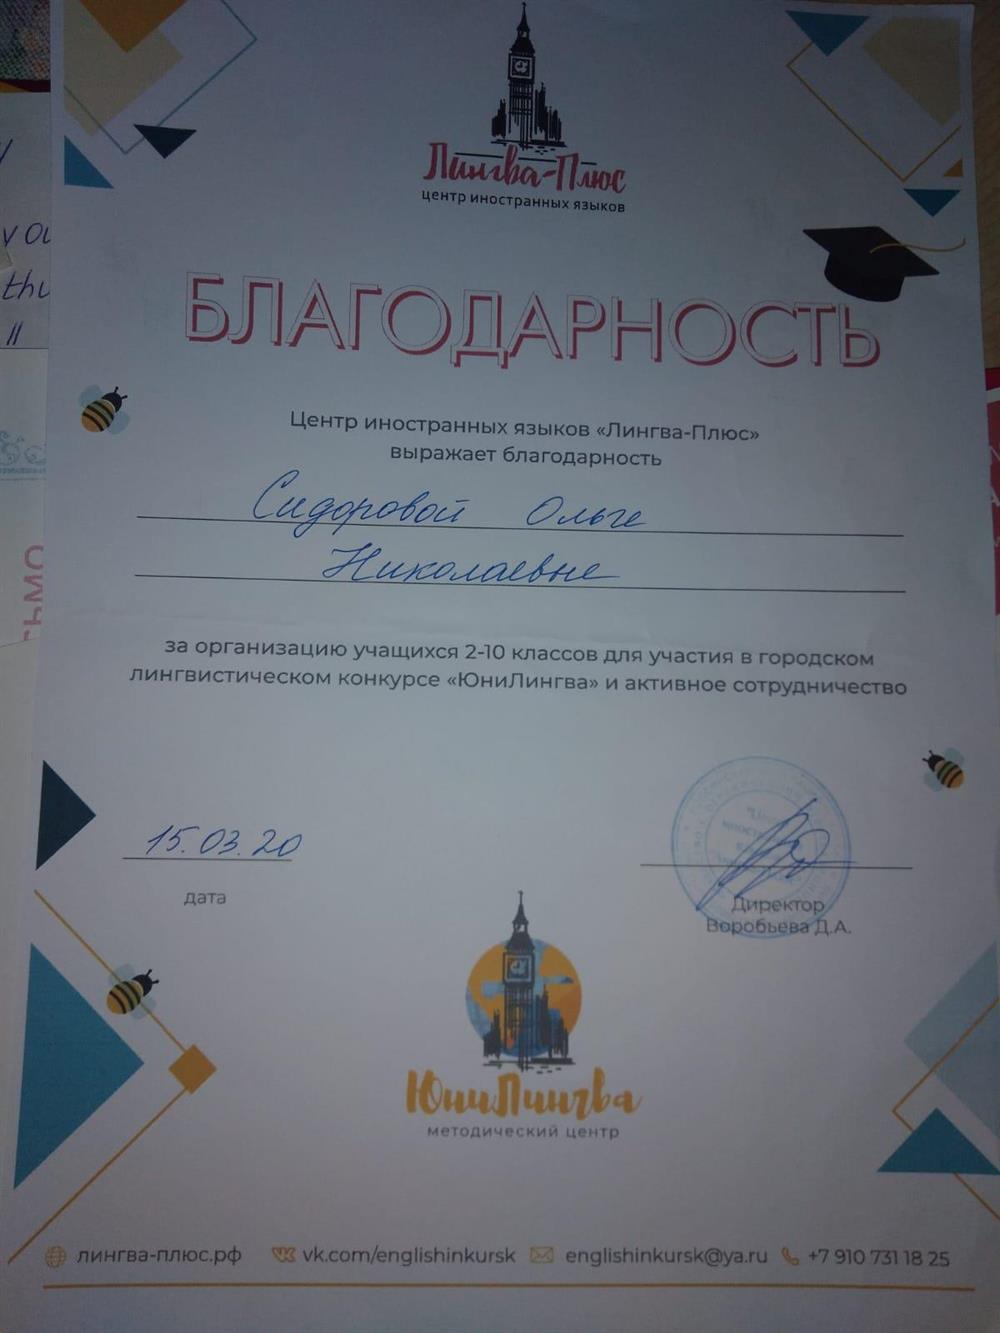 Лингва-Плюс
центр иностранных языков
БЛАГОДАРНОСТЬ
Центр иностранных языков «Лингва-Плюс»
выражает благодарность
Сидоровой Ольге
Николаевне
за организацию учащихся 2-10 классов для участия в городском
лингвистическом конкурсе «ЮниЛингва» и активное сотрудничество
15.03.20
дата
Директор
Воробьева Д.А.
ЮниЛингва
методический центр
лингва-плюс.рф vk.com/englishinkursk englishinkursk@ya.ru +7 910 731 18 25